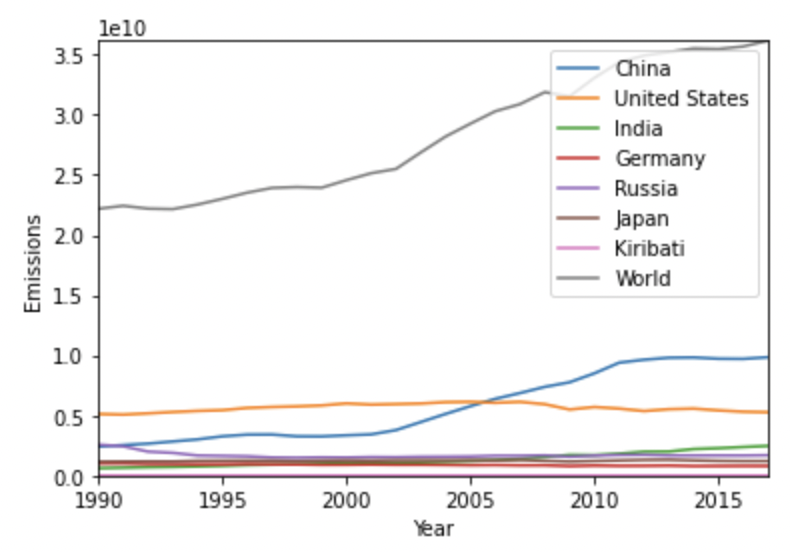 1e10
3.5
3.0
2.5
2.0
1.5
1.0
0.5
0.0
Emissions
China
United States
India
Germany
Russia
Japan
Kiribati
World
1990 1995 2000 2005 2010 2015
Year